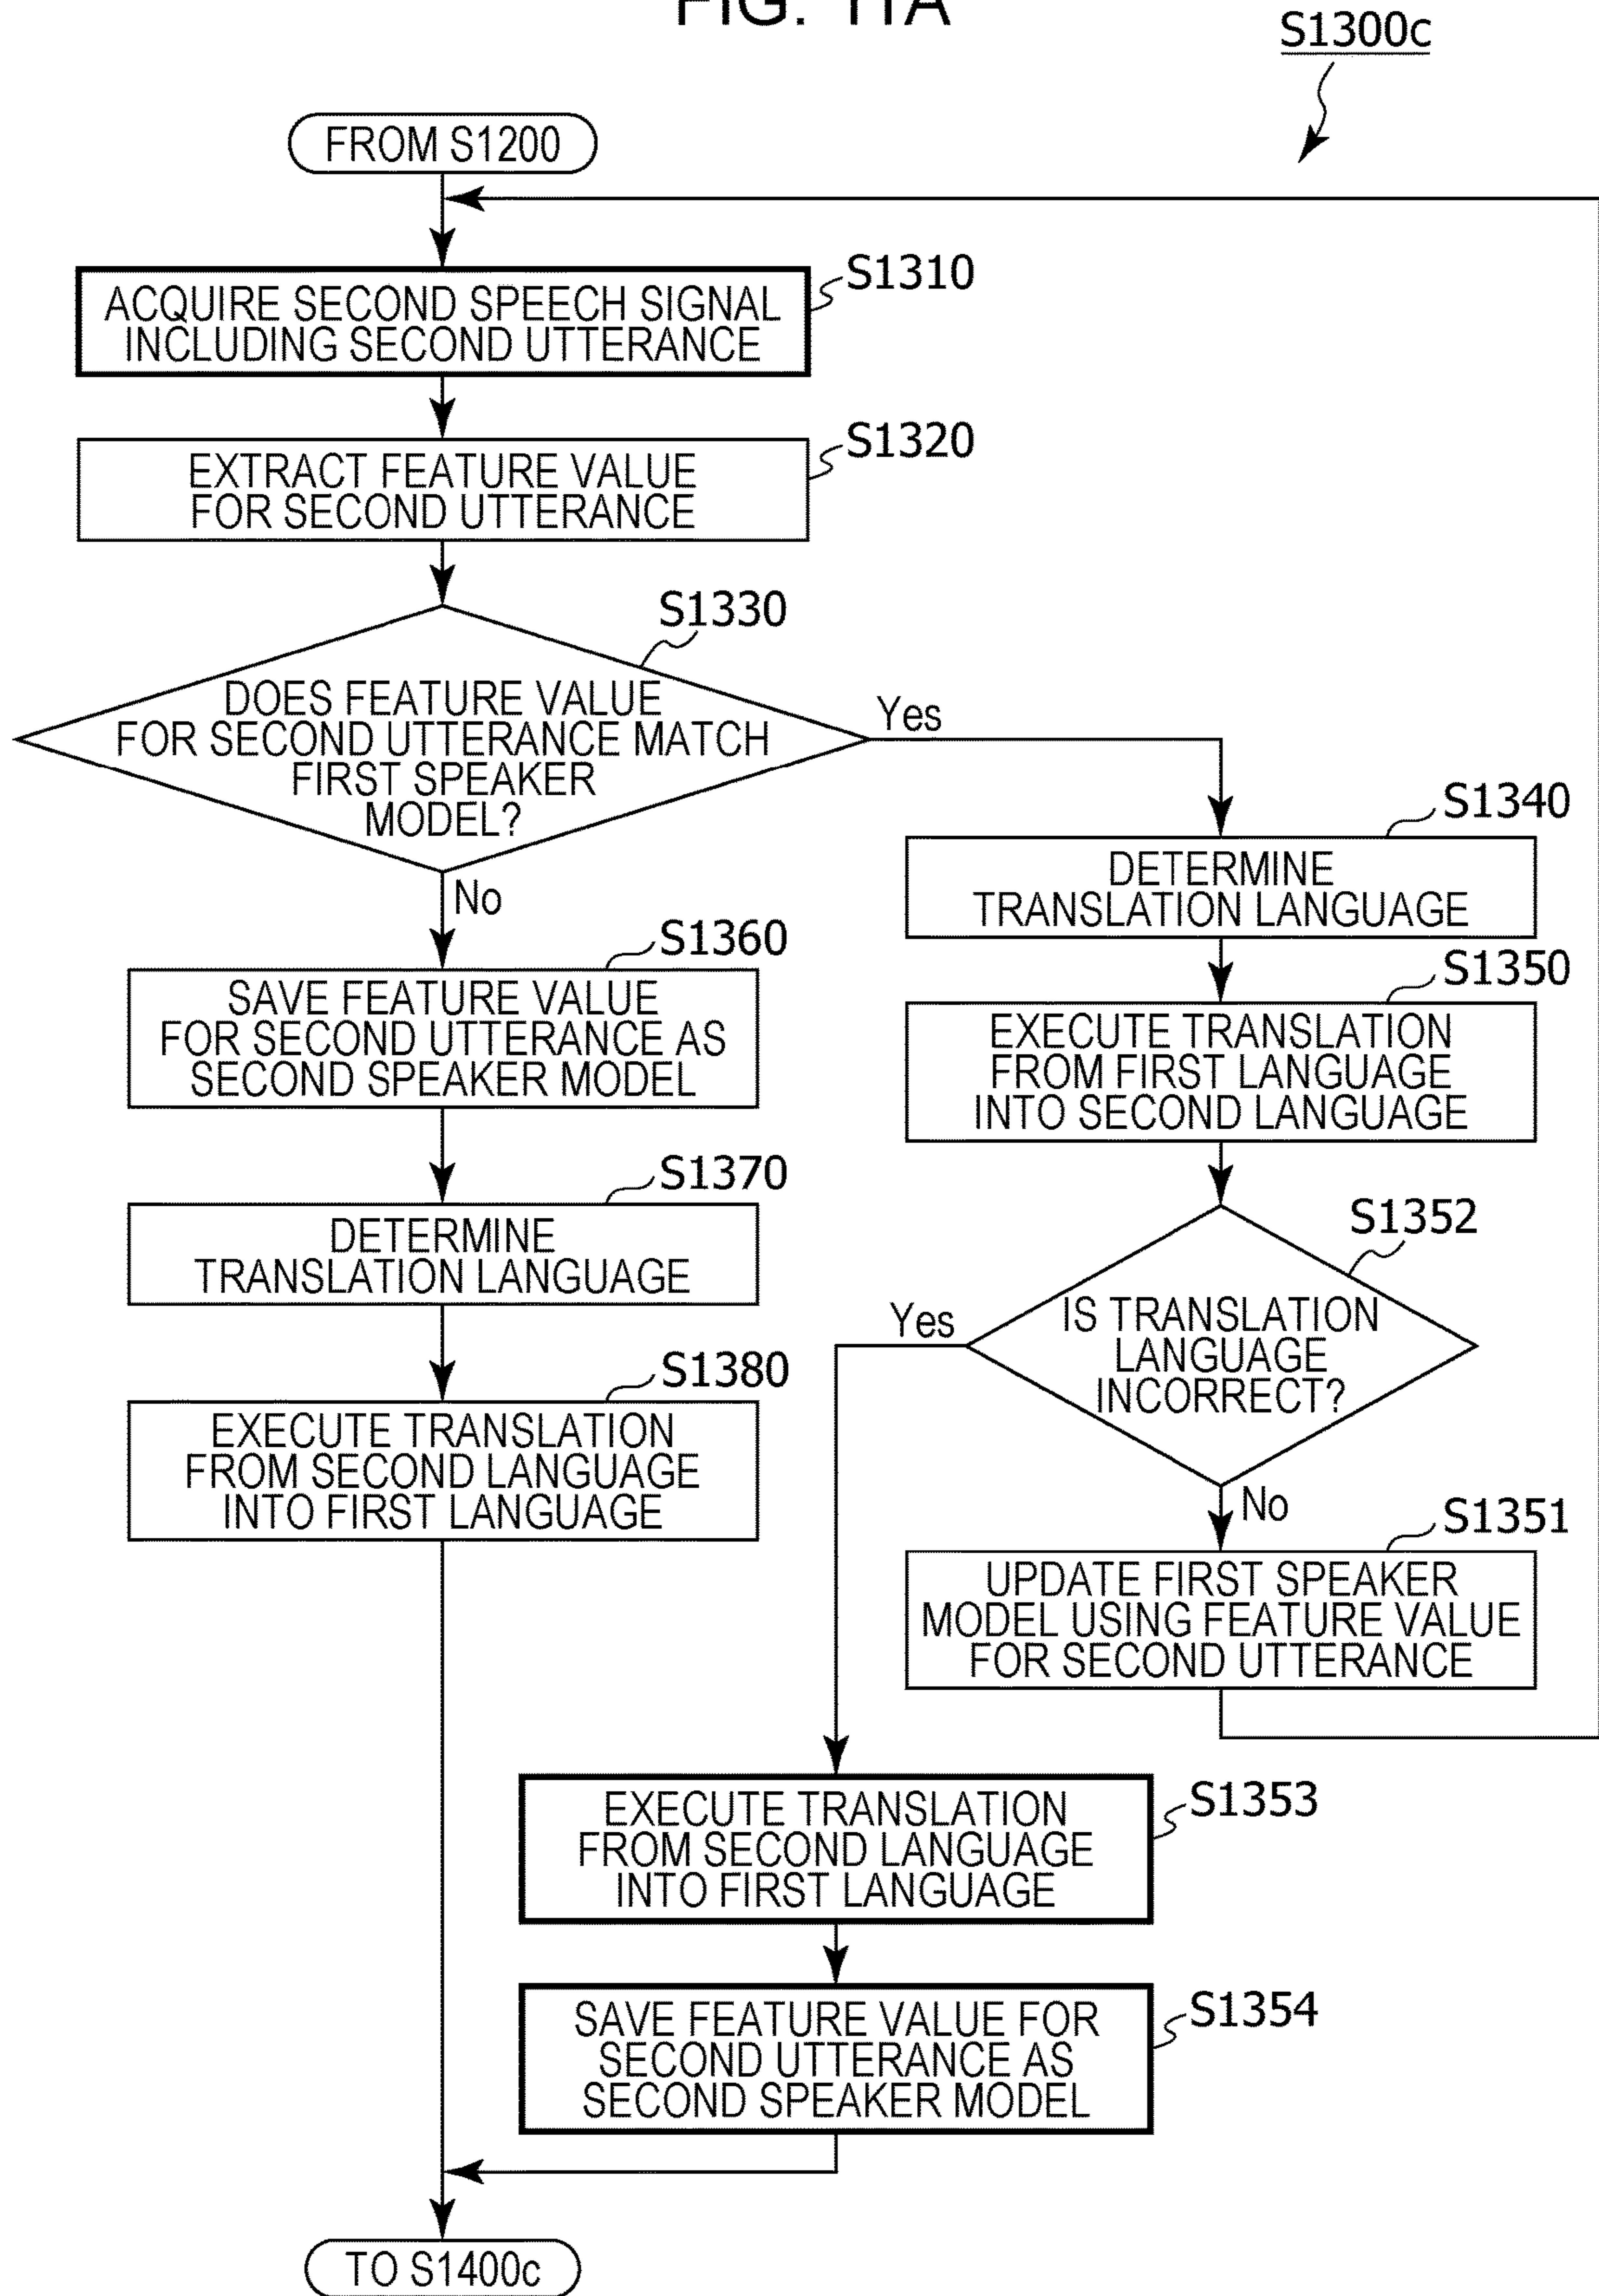 FIG. 11A
S1300c
FROM S1200
S1310
ACQUIRE SECOND SPEECH SIGNAL
INCLUDING SECOND UTTERANCE
S1320
EXTRACT FEATURE VALUE
FOR SECOND UTTERANCE
S1330
DOES FEATURE VALUE
FOR SECOND UTTERANCE MATCH
FIRST SPEAKER
MODEL?
Yes
No
S1340
DETERMINE
TRANSLATION LANGUAGE
S1350
EXECUTE TRANSLATION
FROM FIRST LANGUAGE
INTO SECOND LANGUAGE
S1360
SAVE FEATURE VALUE
FOR SECOND UTTERANCE AS
SECOND SPEAKER MODEL
S1370
DETERMINE
TRANSLATION LANGUAGE
S1380
EXECUTE TRANSLATION
FROM SECOND LANGUAGE
INTO FIRST LANGUAGE
S1352
IS TRANSLATION
LANGUAGE
INCORRECT?
Yes
No
S1351
UPDATE FIRST SPEAKER
MODEL USING FEATURE VALUE
FOR SECOND UTTERANCE
S1353
EXECUTE TRANSLATION
FROM SECOND LANGUAGE
INTO FIRST LANGUAGE
S1354
SAVE FEATURE VALUE FOR
SECOND UTTERANCE AS
SECOND SPEAKER MODEL
TO S1400c